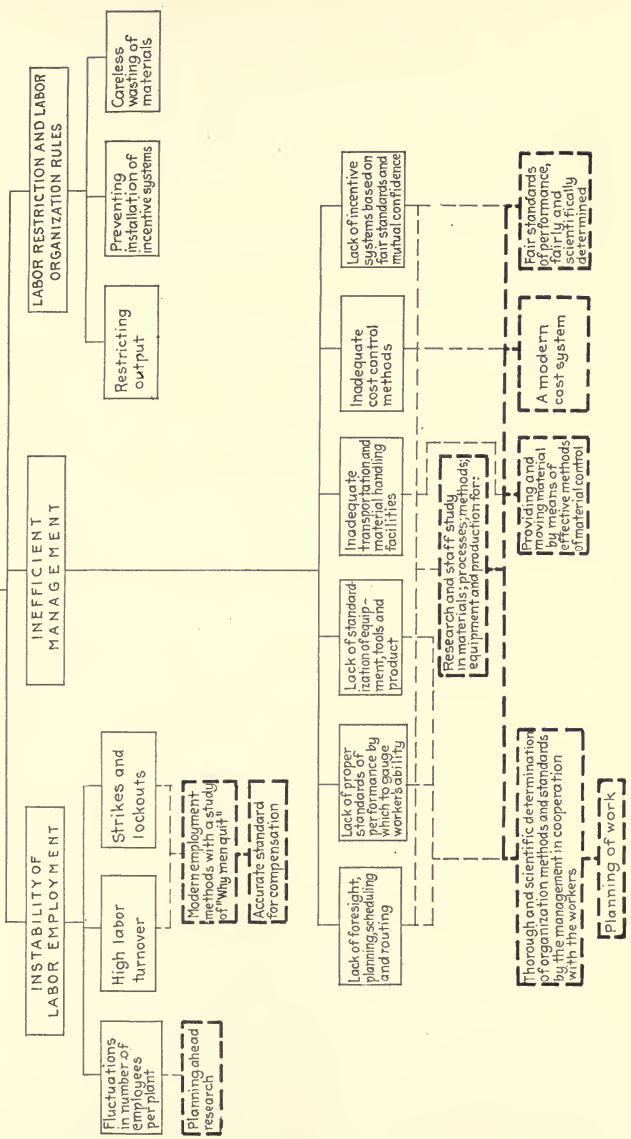 INSTABILITY OF
LABOR EMPLOYMENT
INEFFICIENT
MANAGEMENT
LABOR RESTRICTION AND LABOR
ORGANIZATION RULES
Fluctuations
in number of
employees
per plant
High labor
turnover
Strikes and
lockouts
Restricting
output
Preventing
installation of
incentive systems
Careless
wasting of
materials
Planning ahead
research
Modern employment
methods with a study
of "Why men quit"
Accurate standard
for compensation
Lack of foresight,
planning, scheduling
and routing
Lack of proper
standards of
performance by
which to gauge
worker's ability
Lack of standard-
ization of equip-
ment, tools and
product
Inadequate
transportation and
material handling
facilities
Inadequate
cost control
methods
Lack of incentive
systems based on
fair standards and
mutual confidence
Research and staff study
in materials; processes; methods;
equipment and production for:
Thorough and scientific determination
of organization methods and standards
by the management in cooperation
with the workers
Providing and
moving material
by means of
effective methods
of material control
A modern
cost system
Fair standards
of performance,
fairly and
scientifically
determined
Planning of work